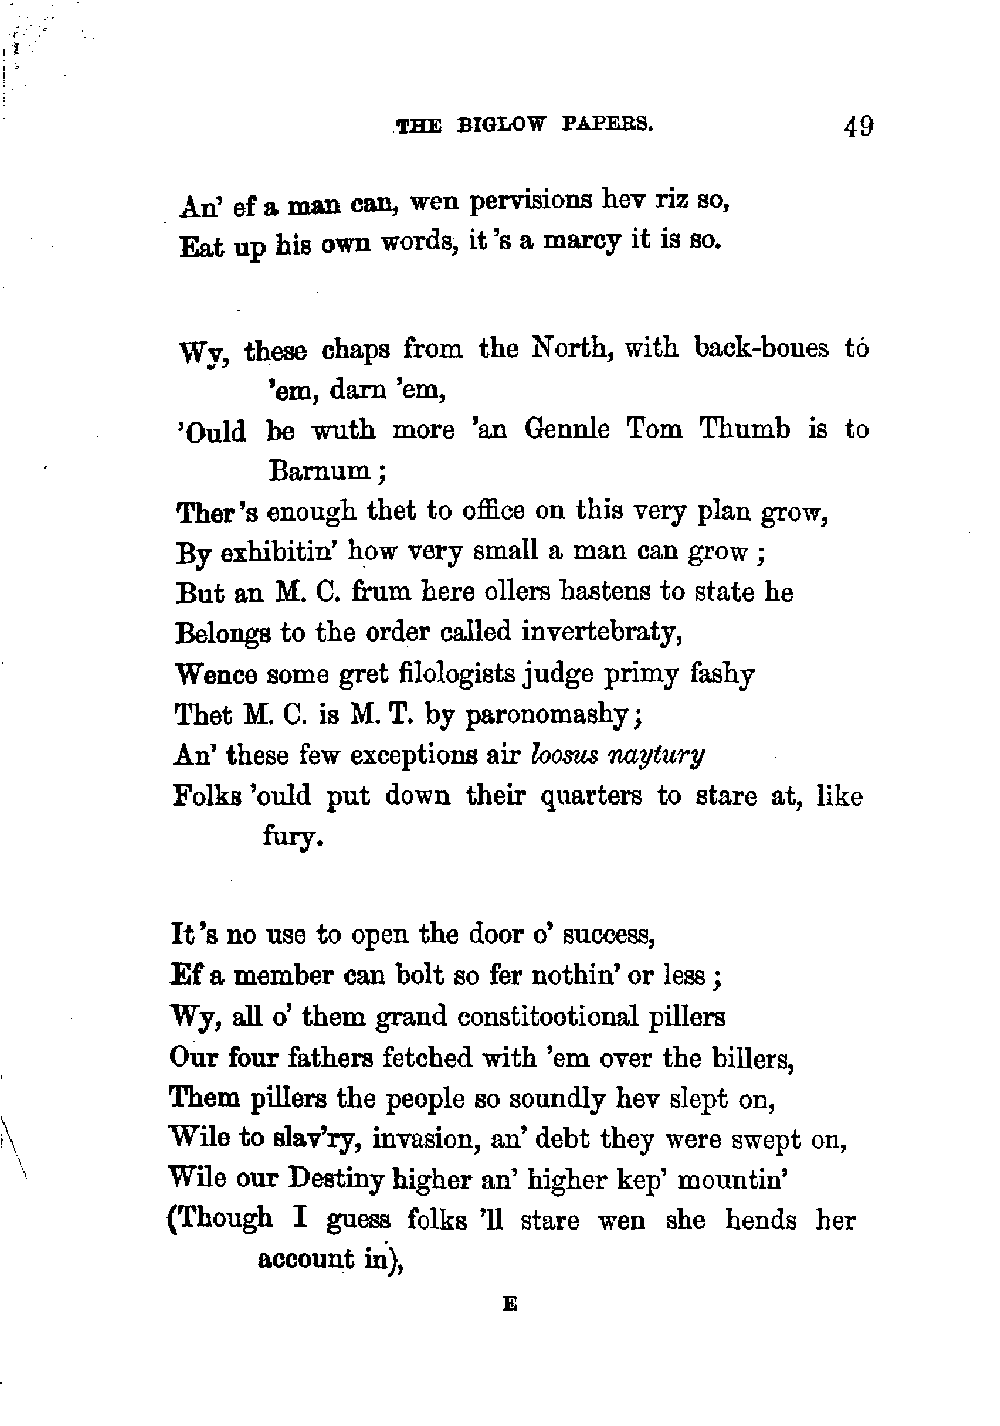 THE BIGLOW PAPERS. 49
An' ef a man can, wen pervisions hev riz so,
Eat up his own words, it's a marcy it is so.
Wy, these chaps from the North, with back-boues to
'em, darn 'em,
'Ould be wuth more 'an Gennle Tom Thumb is to
Barnum;
Ther's enough thet to office on this very plan grow,
By exhibitin' how very small a man can grow;
But an M. C. frum here ollers hastens to state he
Belongs to the order called invertebraty,
Wence some gret filologists judge primy fashy
Thet M. C. is M. T. by paronomashy;
An' these few exceptions air loosus naytury
Folks 'ould put down their quarters to stare at, like
fury.
It's no use to open the door o' success,
Ef a member can bolt so fer nothin' or less;
Wy, all o' them grand constitootional pillers
Our four fathers fetched with 'em over the billers,
Them pillers the people so soundly hev slept on,
Wile to slav'ry, invasion, an' debt they were swept on,
Wile our Destiny higher an' higher kep' mountin'
(Though I guess folks 'll stare wen she hends her
account in),
E